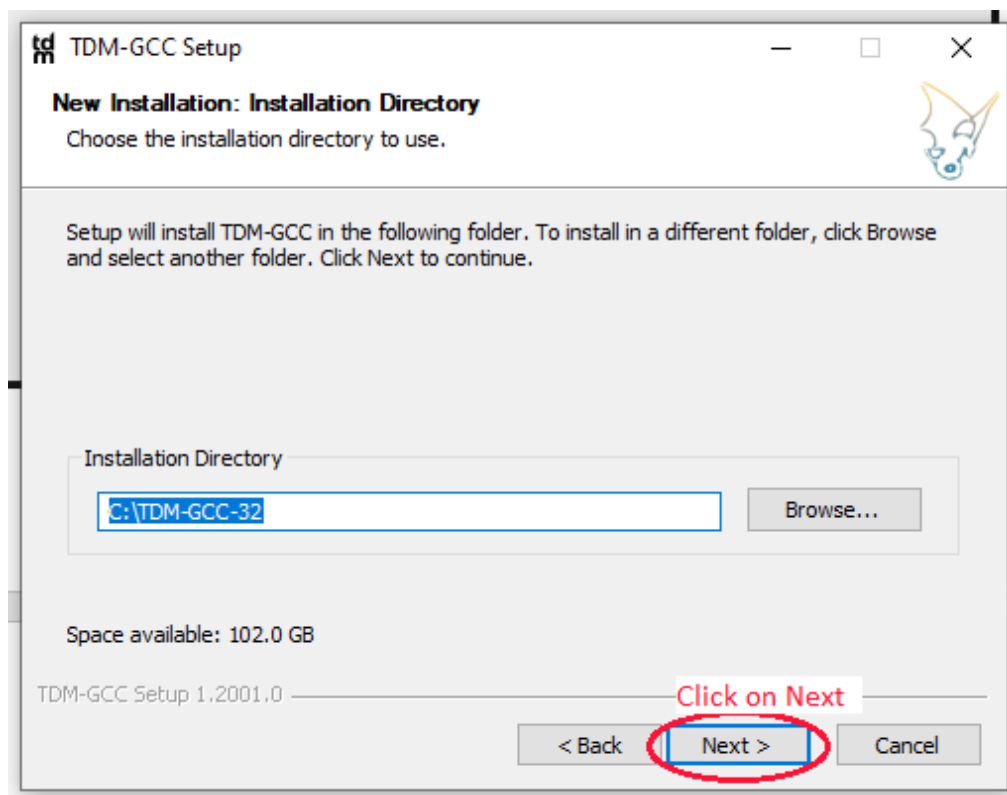 tdm TDM-GCC Setup
New Installation: Installation Directory
Choose the installation directory to use.
Setup will install TDM-GCC in the following folder. To install in a different folder, click Browse
and select another folder. Click Next to continue.
Installation Directory
C:\TDM-GCC-32
Browse...
Space available: 102.0 GB
TDM-GCC Setup 1.2001.0
Click on Next
< Back
Next >
Cancel